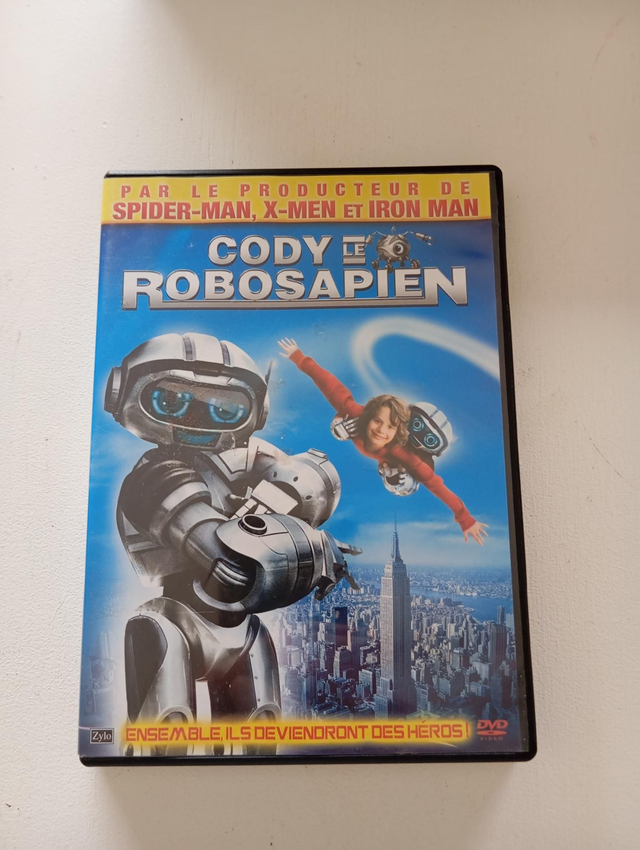 PAR LE PRODUCTEUR DE
SPIDER-MAN, X-MEN ET IRON MAN
CODY LE
ROBOSAPIEN
ENSEMBLE, ILS DEVIENDRONT DES HÉROS !
Zylo
DVD
VIDEO